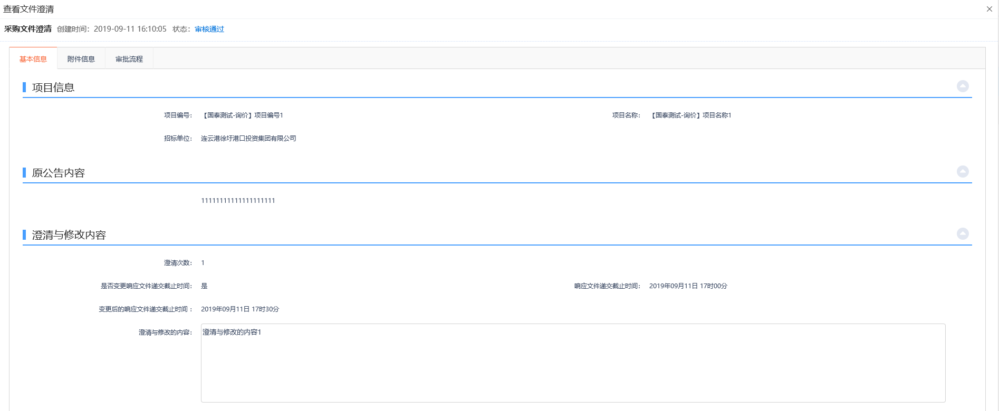 查看文件澄清
采购文件澄清 创建时间：2019-09-11 16:10:05 状态：审核通过
基本信息 附件信息 审批流程
项目信息
项目编号： 【国泰测试-询价】项目编号1 项目名称： 【国泰测试-询价】项目名称1
招标单位： 连云港徐圩港口投资集团有限公司
原公告内容
11111111111111111111
澄清与修改内容
澄清次数： 1
是否变更响应文件递交截止时间： 是 响应文件递交截止时间： 2019年09月11日 17时00分
变更后的响应文件递交截止时间： 2019年09月11日 17时30分
澄清与修改的内容： 澄清与修改的内容1